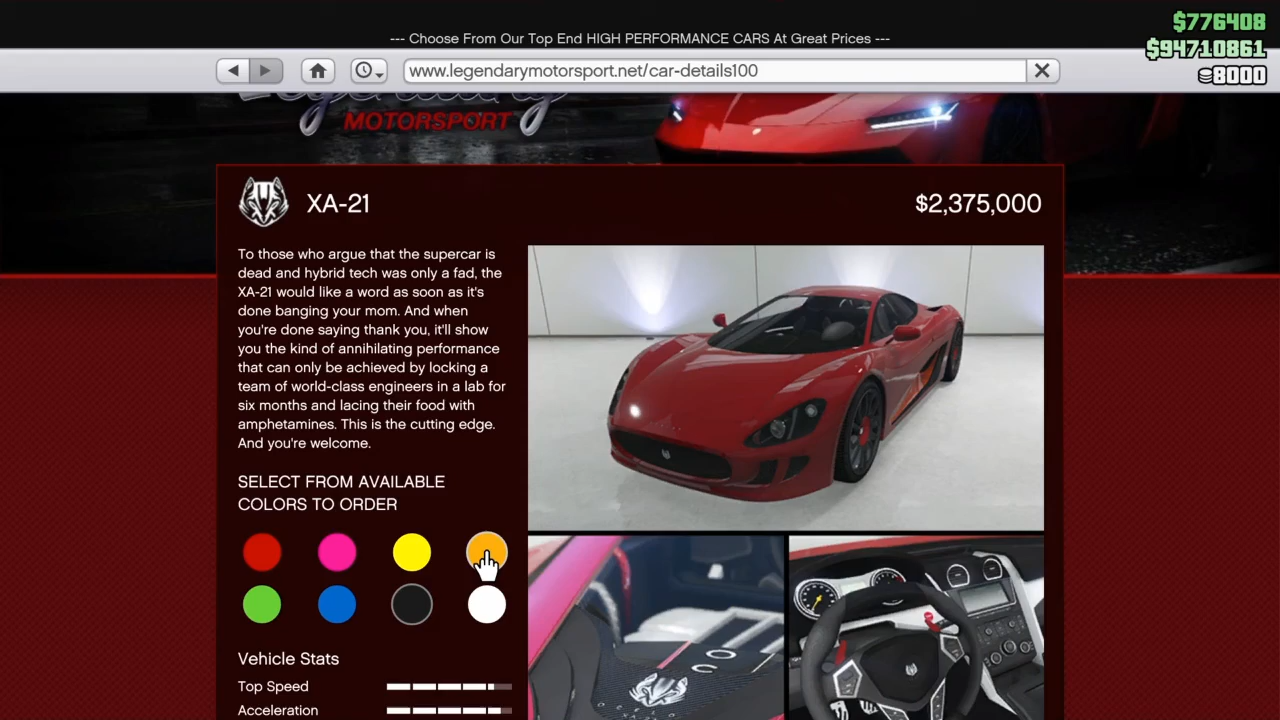 $776408
--- Choose From Our Top End HIGH PERFORMANCE CARS At Great Prices ---
$94710861
8000
www.legendarymotorsport.net/car-details100
Legendary
MOTORSPORT
XA-21
$2,375,000
To those who argue that the supercar is
dead and hybrid tech was only a fad, the
XA-21 would like a word as soon as it's
done banging your mom. And when
you're done saying thank you, it'll show
you the kind of annihilating performance
that can only be achieved by locking a
team of world-class engineers in a lab for
six months and lacing their food with
amphetamines. This is the cutting edge.
And you're welcome.
SELECT FROM AVAILABLE
COLORS TO ORDER
Vehicle Stats
Top Speed
Acceleration